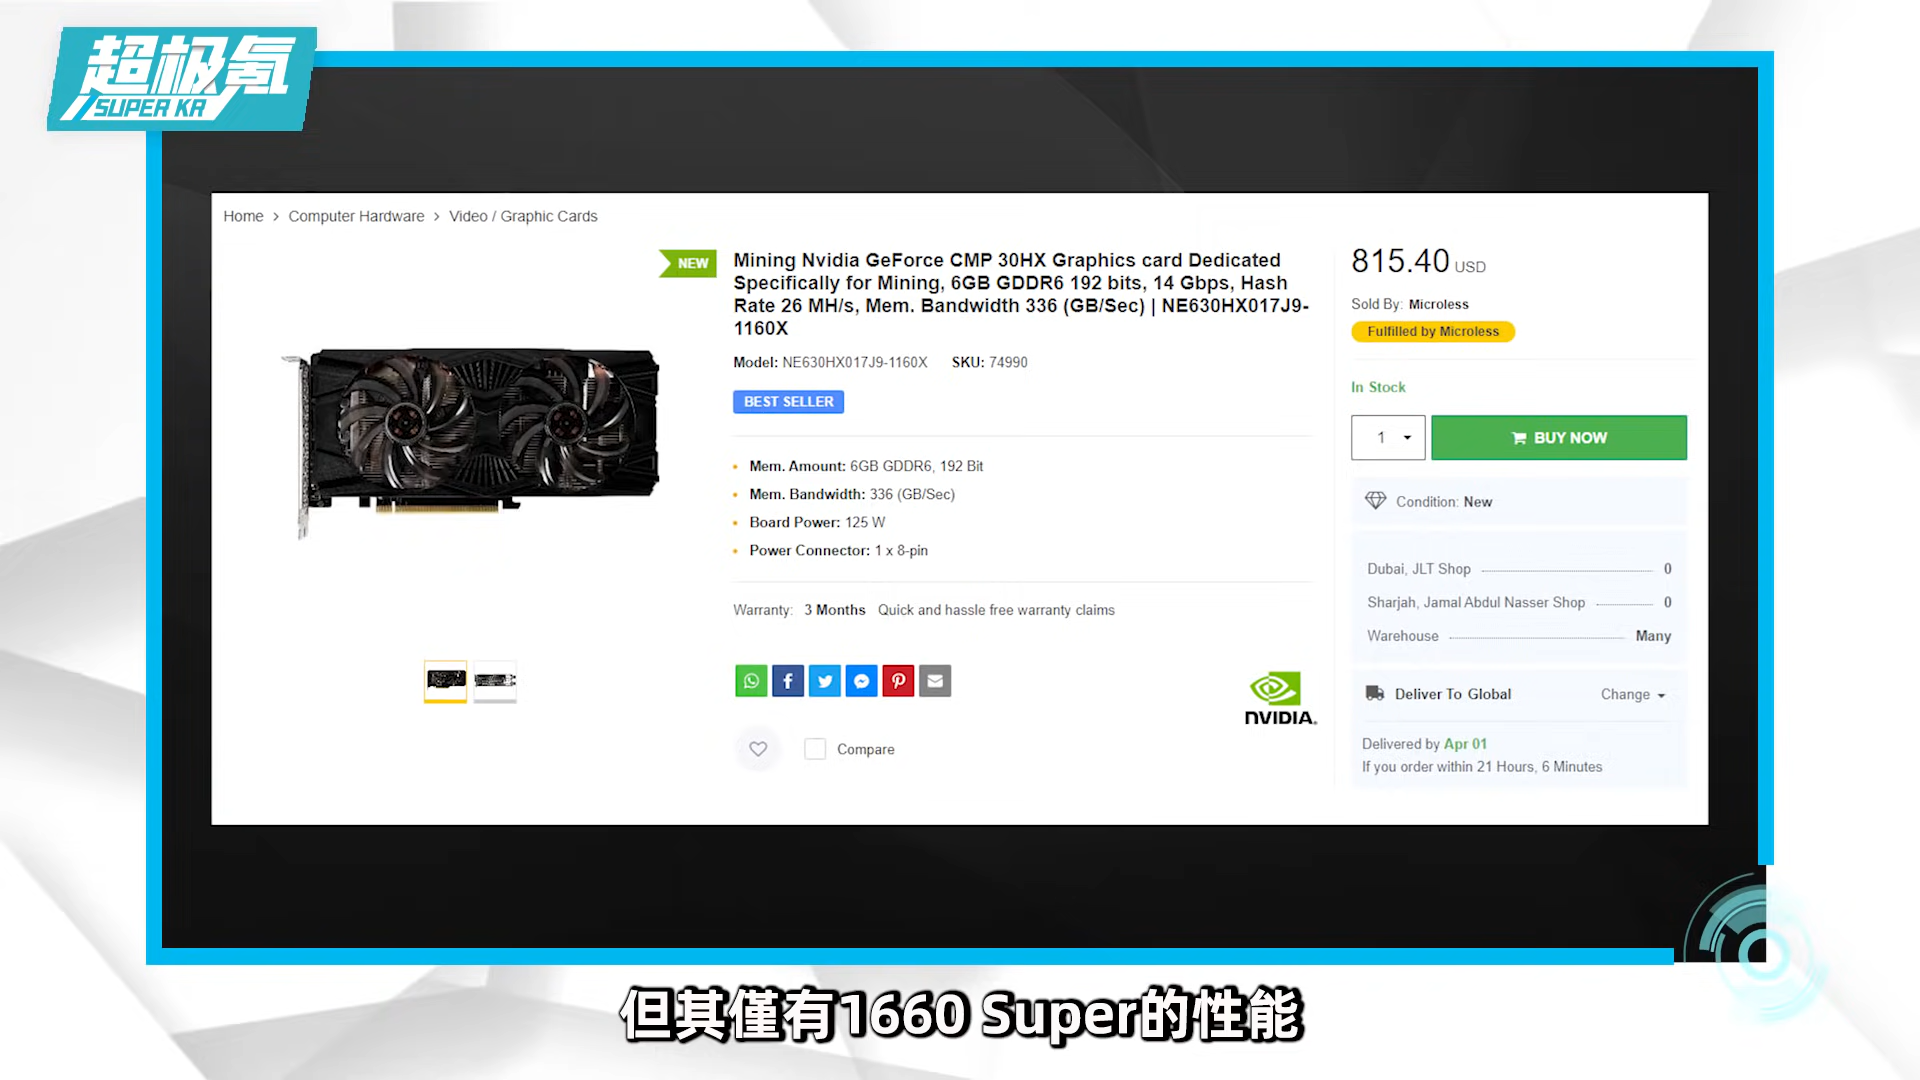 超极氪
SUPER KR
Home > Computer Hardware > Video / Graphic Cards
NEW
Mining Nvidia GeForce CMP 30HX Graphics card Dedicated
Specifically for Mining, 6GB GDDR6 192 bits, 14 Gbps, Hash
Rate 26 MH/s, Mem. Bandwidth 336 (GB/Sec) | NE630HX017J9-
1160X
Model: NE630HX017J9-1160X SKU: 74990
BEST SELLER
Mem. Amount: 6GB GDDR6, 192 Bit
Mem. Bandwidth: 336 (GB/Sec)
Board Power: 125 W
Power Connector: 1 x 8-pin
Warranty: 3 Months Quick and hassle free warranty claims
NVIDIA.
Compare
815.40 USD
Sold By: Microless
Fulfilled by Microless
In Stock
1
BUY NOW
Condition: New
Dubai, JLT Shop 0
Sharjah, Jamal Abdul Nasser Shop 0
Warehouse Many
Deliver To Global Change
Delivered by Apr 01
If you order within 21 Hours, 6 Minutes
但其僅有1660 Super的性能